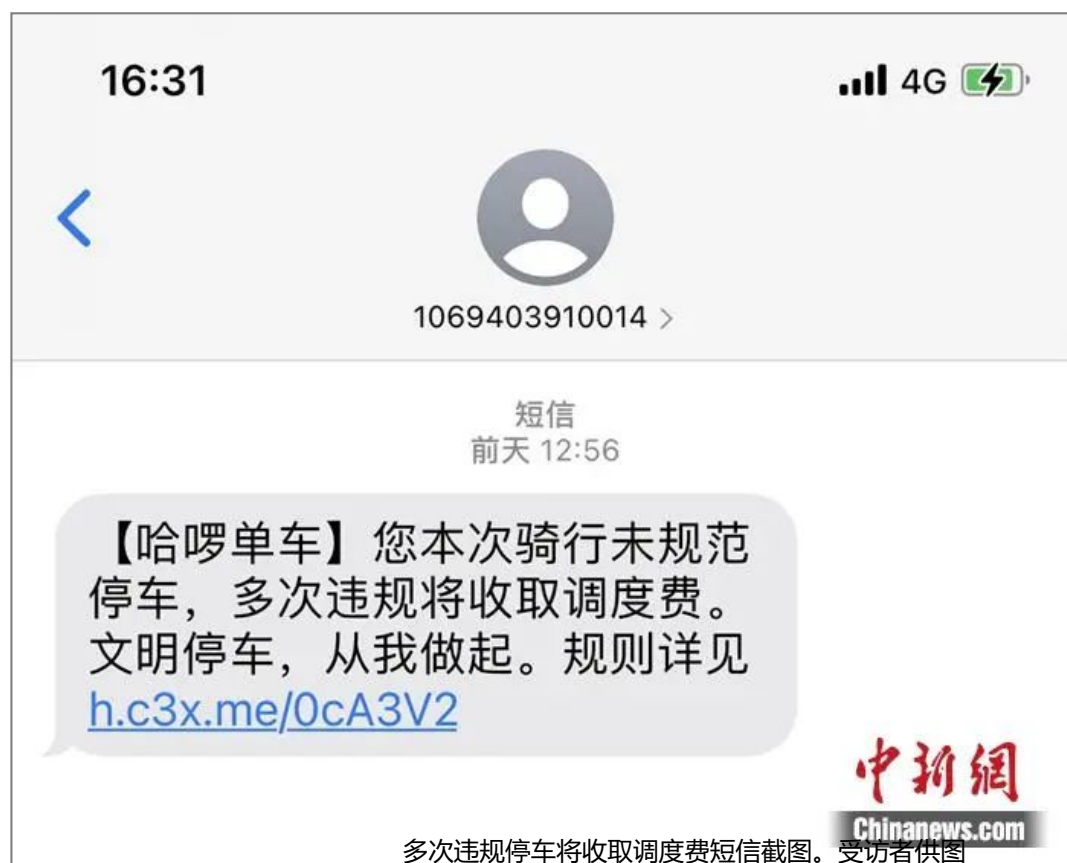 16:31
4G
1069403910014
短信
前天 12:56
【哈啰单车】您本次骑行未规范
停车，多次违规将收取调度费。
文明停车，从我做起。规则详见
h.c3x.me/0cA3V2
中新網
Chinanews.com
多次违规停车将收取调度费短信截图。受访者供图